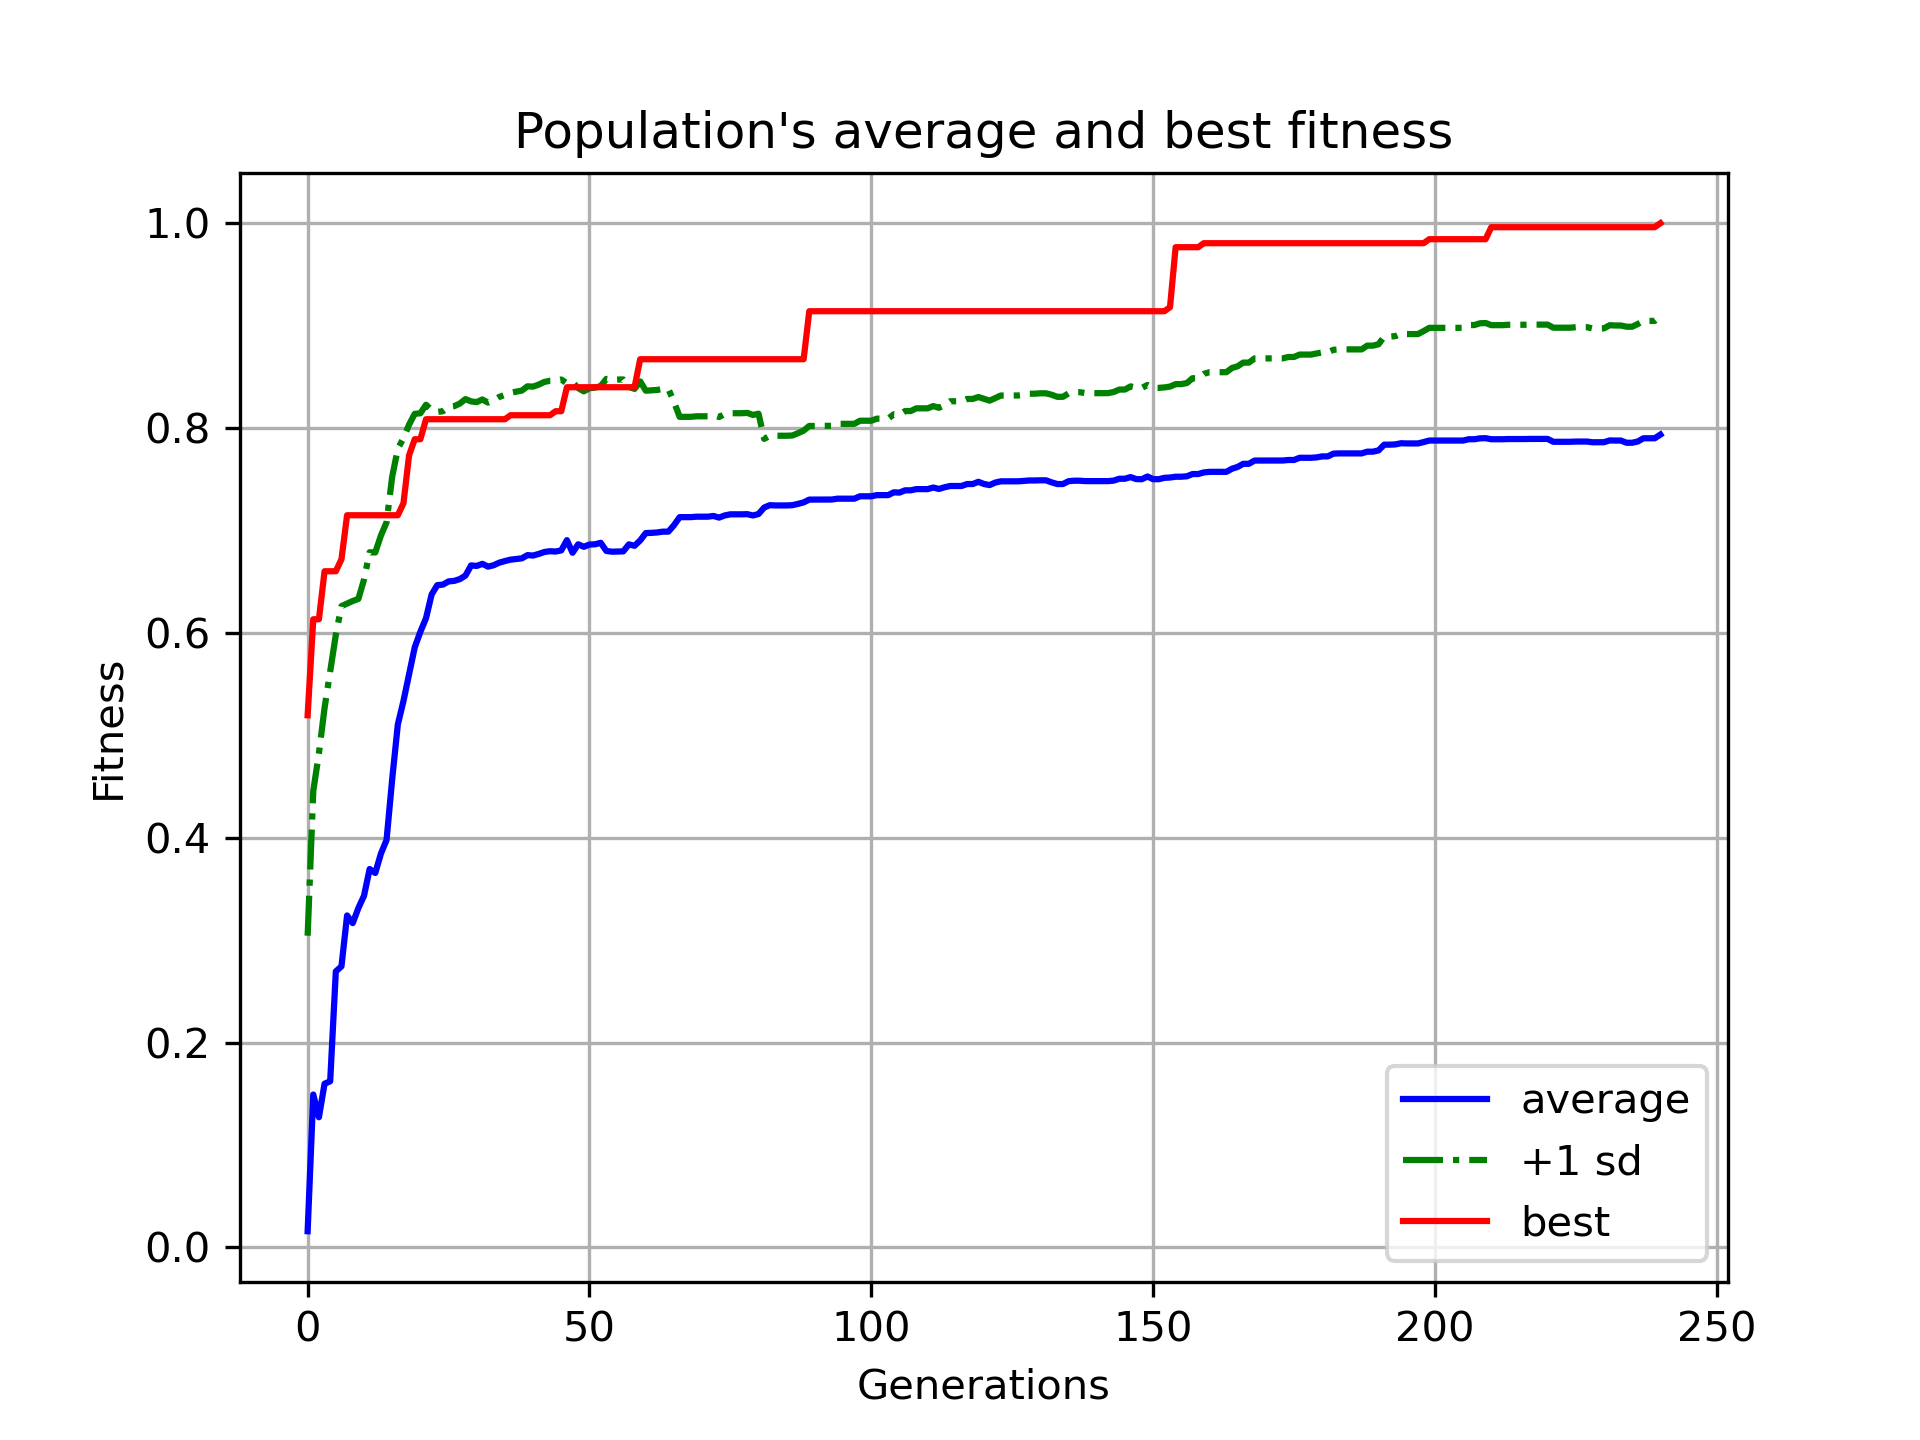 Population's average and best fitness
1.0
0.8
0.6
0.4
0.2
0.0
Fitness
0 50 100 150 200 250
Generations
average
+1 sd
best